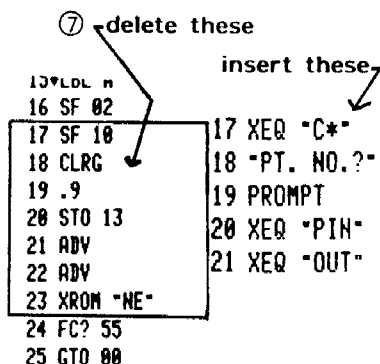 ⑦ delete these
insert these
16 SF 02
17 SF 10
18 CLRG
19 .9
20 STO 13
21 ADV
22 ADV
23 XROM "NE"
24 FC? 55
25 GTO 00
17 XEQ "C*"
18 "PT. NO.?"
19 PROMPT
20 XEQ "PIN"
21 XEQ "OUT"